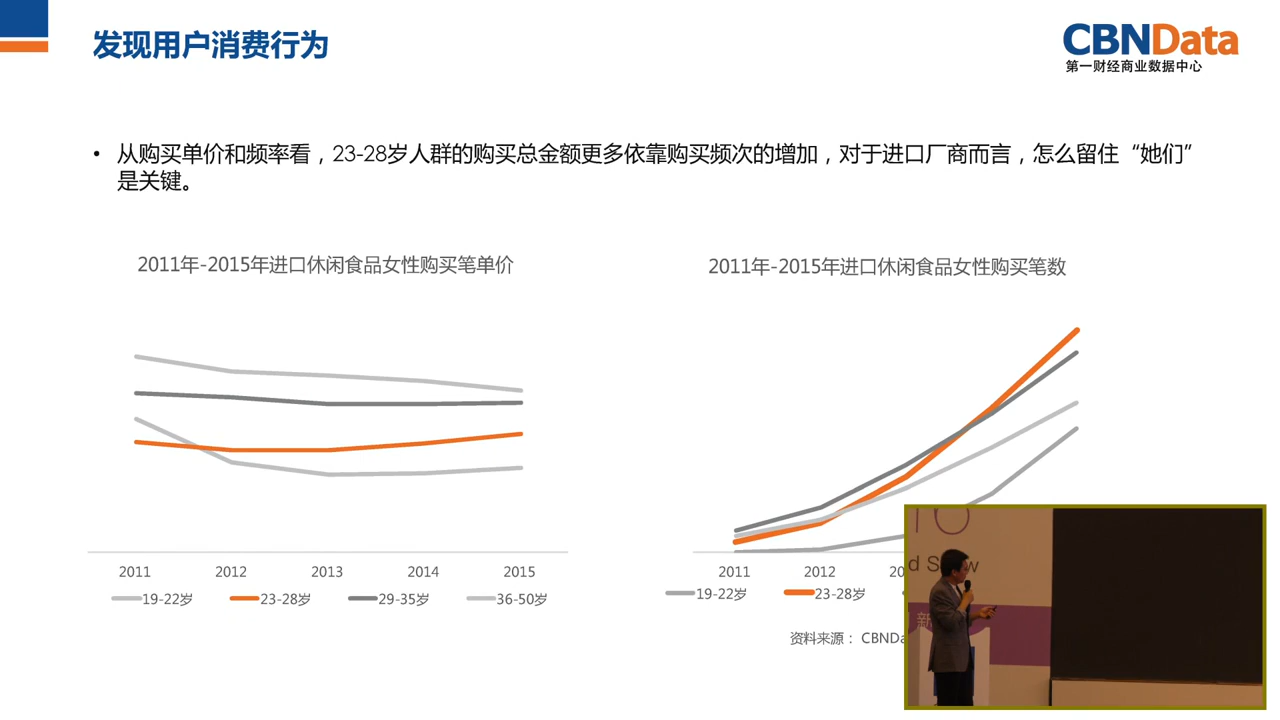 发现用户消费行为
CBNData
第一财经商业数据中心
• 从购买单价和频率看，23-28岁人群的购买总金额更多依靠购买频次的增加，对于进口厂商而言，怎么留住“她们”
是关键。
2011年-2015年进口休闲食品女性购买笔单价
2011 2012 2013 2014 2015
19-22岁 23-28岁 29-35岁 36-50岁
2011年-2015年进口休闲食品女性购买笔数
2011 2012 20
19-22岁 23-28岁
资料来源： CBNDa
新